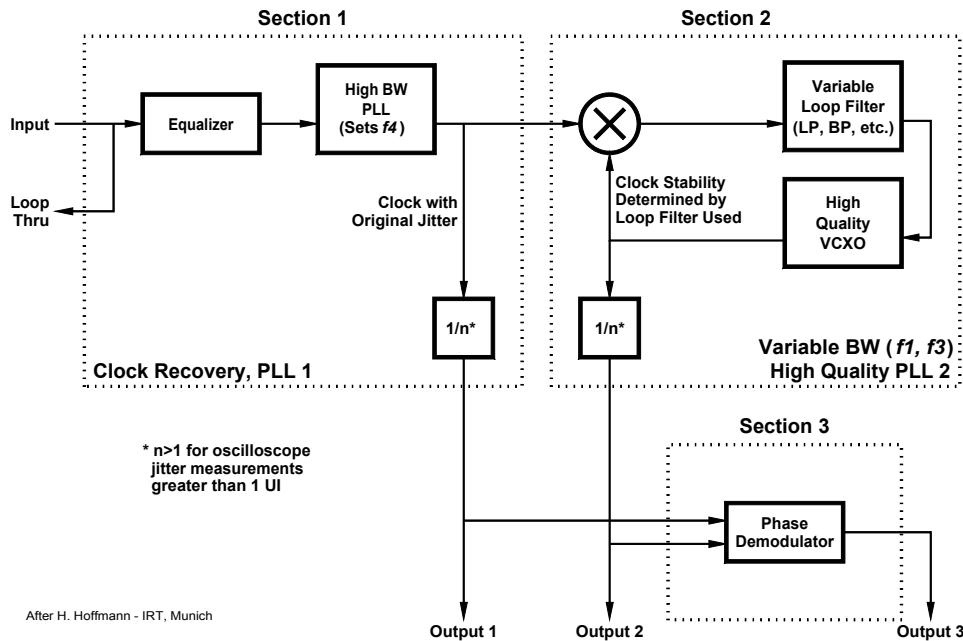 Section 1
Section 2
Input
Loop
Thru
Equalizer
High BW
PLL
(Sets f4)
Clock with
Original Jitter
1/n*
Clock Recovery, PLL 1
Variable
Loop Filter
(LP, BP, etc.)
Clock Stability
Determined by
Loop Filter Used
High
Quality
VCXO
1/n*
Variable BW (f1, f3)
High Quality PLL 2
* n>1 for oscilloscope
jitter measurements
greater than 1 UI
Section 3
Phase
Demodulator
After H. Hoffmann - IRT, Munich
Output 1
Output 2
Output 3